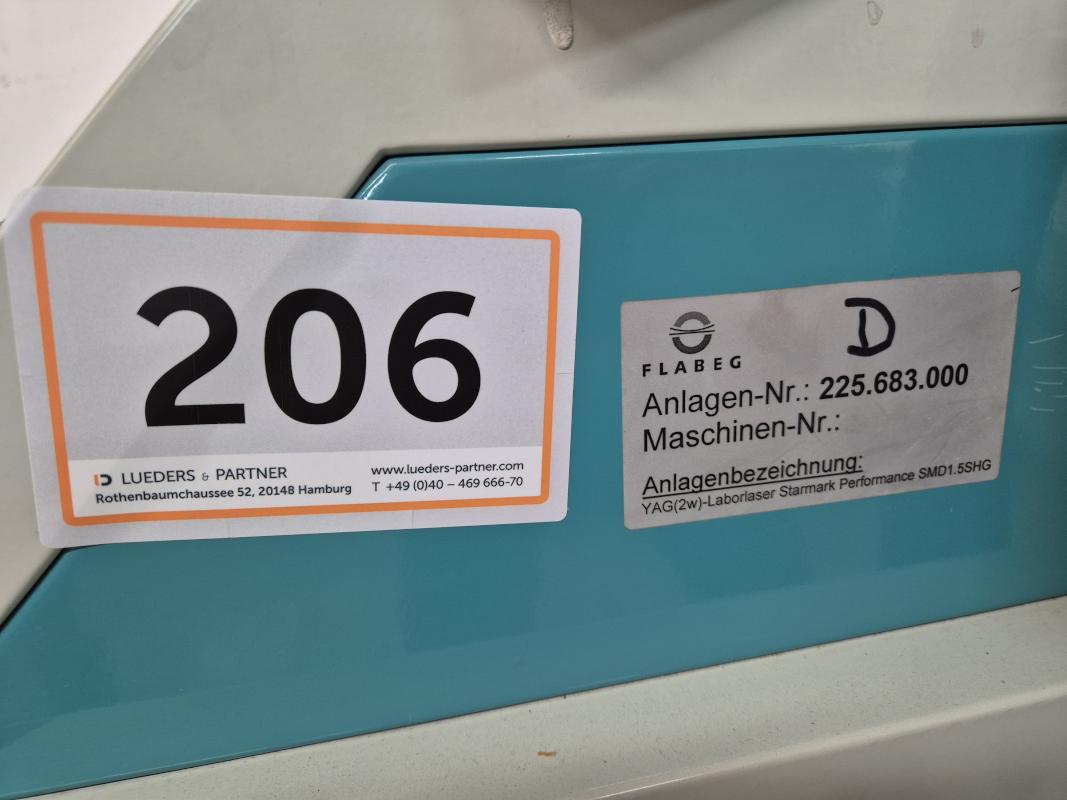 206
LUEDERS & PARTNER
Rothenbaumchaussee 52, 20148 Hamburg
www.lueders-partner.com
T +49 (0)40 – 469 666-70
D
FLABEG
Anlagen-Nr.: 225.683.000
Maschinen-Nr.:
Anlagenbezeichnung:
YAG(2w)-Laborlaser Starmark Performance SMD1.5SHG